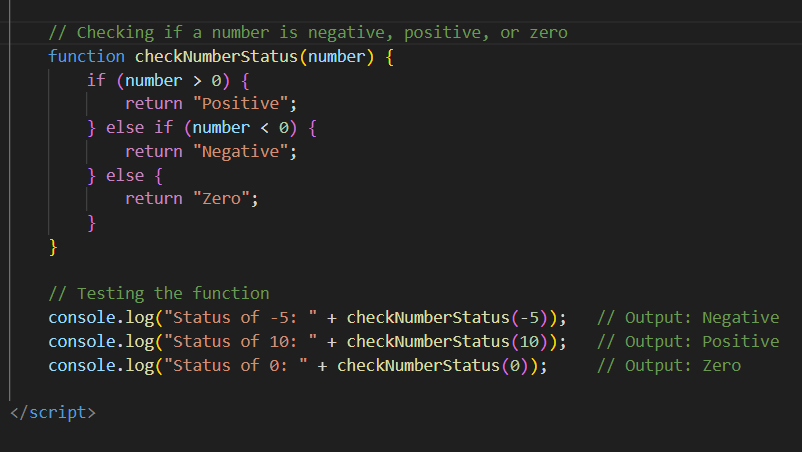 // Checking if a number is negative, positive, or zero
function checkNumberStatus(number) {
    if (number > 0) {
        return "Positive";
    } else if (number < 0) {
        return "Negative";
    } else {
        return "Zero";
    }
}

// Testing the function
console.log("Status of -5: " + checkNumberStatus(-5));   // Output: Negative
console.log("Status of 10: " + checkNumberStatus(10));   // Output: Positive
console.log("Status of 0: " + checkNumberStatus(0));     // Output: Zero

</script>